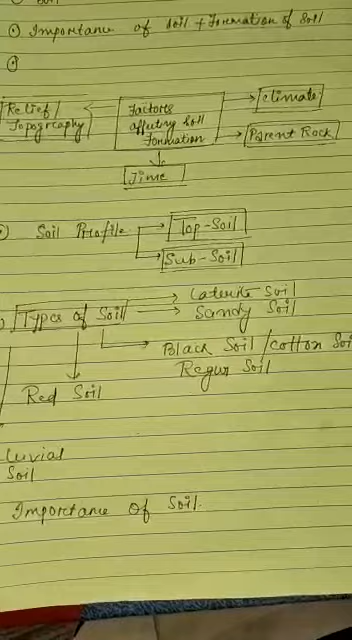 Soil
Importance of Soil + Formation of Soil
Relief/
Topography
Factors
affecting Soil
Formation
climate
Parent Rock
Time
Soil Profile
Top-Soil
Sub-Soil
Types of Soil
Laterite Soil
Sandy Soil
Black Soil / cotton Soi
Regur Soil
Red Soil
luvial
Soil
Importance of Soil.